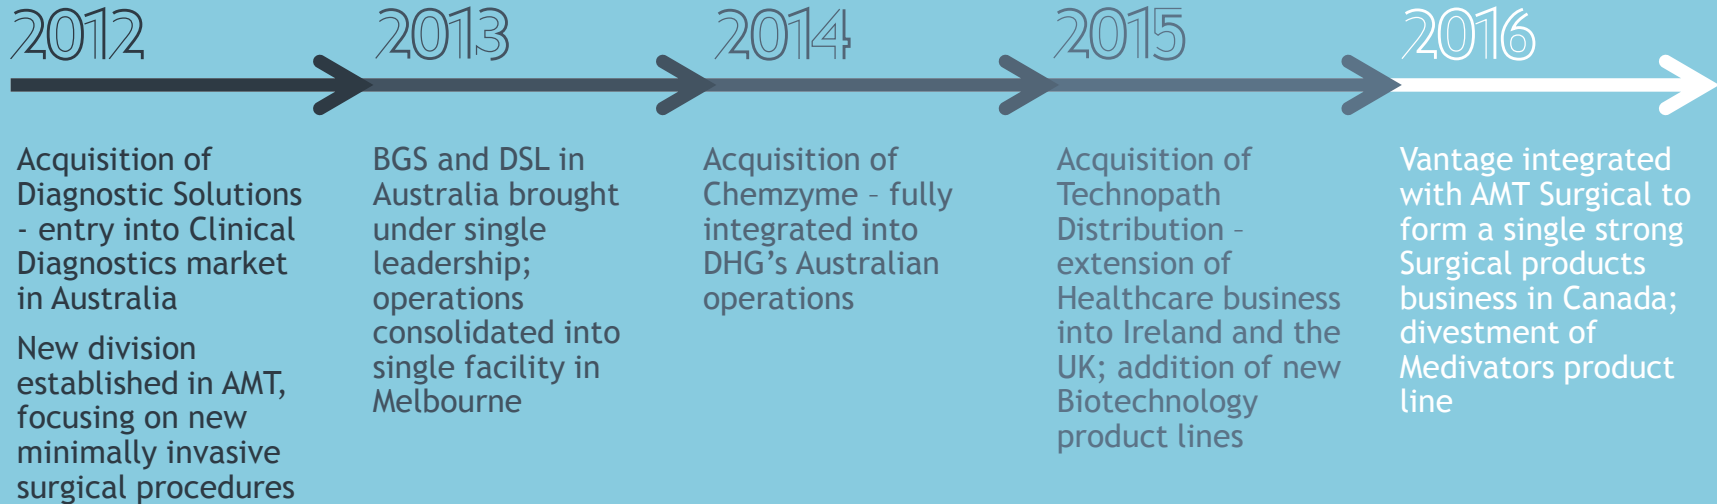 2012
Acquisition of
Diagnostic Solutions
- entry into Clinical
Diagnostics market
in Australia
New division
established in AMT,
focusing on new
minimally invasive
surgical procedures
2013
BGS and DSL in
Australia brought
under single
leadership;
operations
consolidated into
single facility in
Melbourne
2014
Acquisition of
Chemzyme – fully
integrated into
DHG’s Australian
operations
2015
Acquisition of
Technopath
Distribution –
extension of
Healthcare business
into Ireland and the
UK; addition of new
Biotechnology
product lines
2016
Vantage integrated
with AMT Surgical to
form a single strong
Surgical products
business in Canada;
divestment of
Medivators product
line